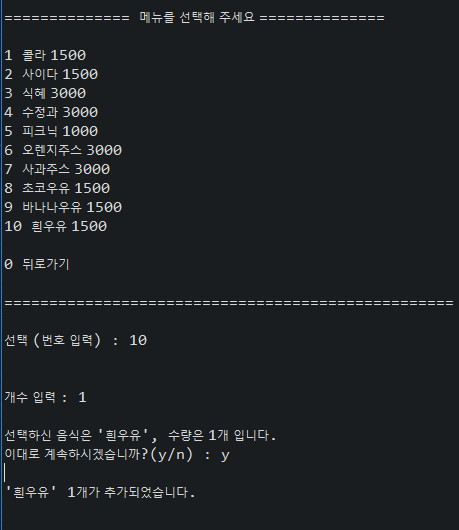 ============== 메뉴를 선택해 주세요 ==============
1 콜라 1500
2 사이다 1500
3 식혜 3000
4 수정과 3000
5 피크닉 1000
6 오렌지주스 3000
7 사과주스 3000
8 초코우유 1500
9 바나나우유 1500
10 흰우유 1500
0 뒤로가기
==================================================
선택 (번호 입력) : 10
개수 입력 : 1
선택하신 음식은 '흰우유', 수량은 1개 입니다.
이대로 계속하시겠습니까?(y/n) : y
'흰우유' 1개가 추가되었습니다.